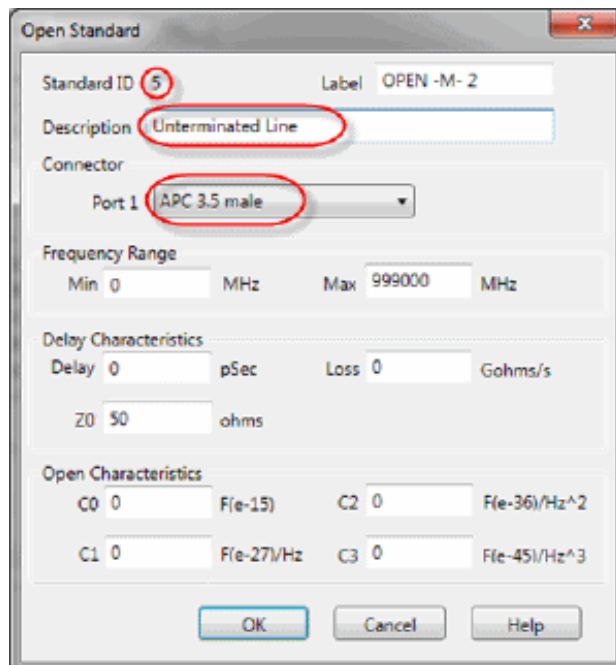 Open Standard
Standard ID 5 Label OPEN -M- 2
Description Unterminated Line
Connector
Port 1 APC 3.5 male
Frequency Range
Min 0 MHz Max 999000 MHz
Delay Characteristics
Delay 0 pSec Loss 0 Gohms/s
Z0 50 ohms
Open Characteristics
C0 0 F(e-15) C2 0 F(e-36)/Hz^2
C1 0 F(e-27)/Hz C3 0 F(e-45)/Hz^3
OK Cancel Help